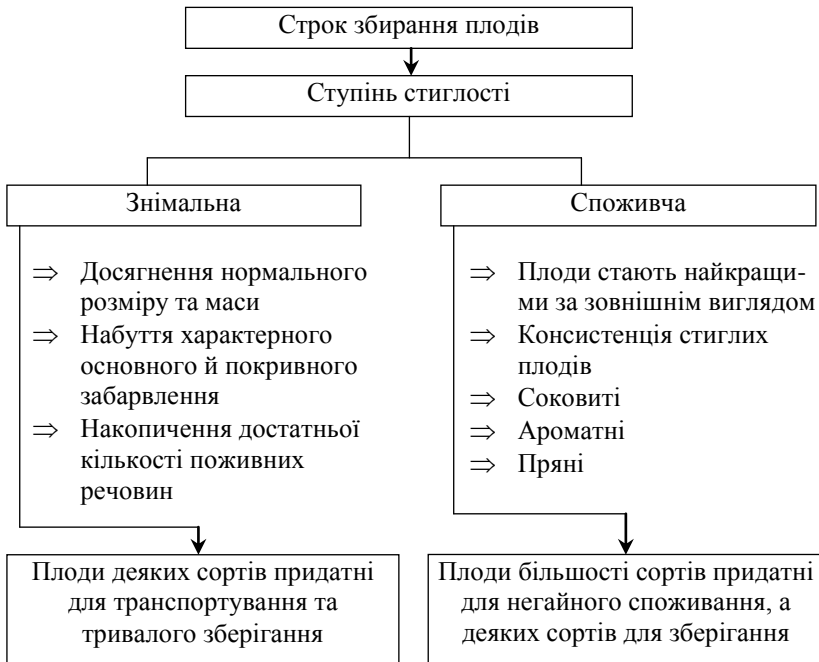 Строк збирання плодів
Ступінь стиглості
Знімальна
⇒ Досягнення нормального
розміру та маси
⇒ Набуття характерного
основного й покривного
забарвлення
⇒ Накопичення достатньої
кількості поживних
речовин
Плоди деяких сортів придатні
для транспортування та
тривалого зберігання
Споживча
⇒ Плоди стають найкращи-
ми за зовнішнім виглядом
⇒ Консистенція стиглих
плодів
⇒ Соковиті
⇒ Ароматні
⇒ Пряні
Плоди більшості сортів придатні
для негайного споживання, а
деяких сортів для зберігання